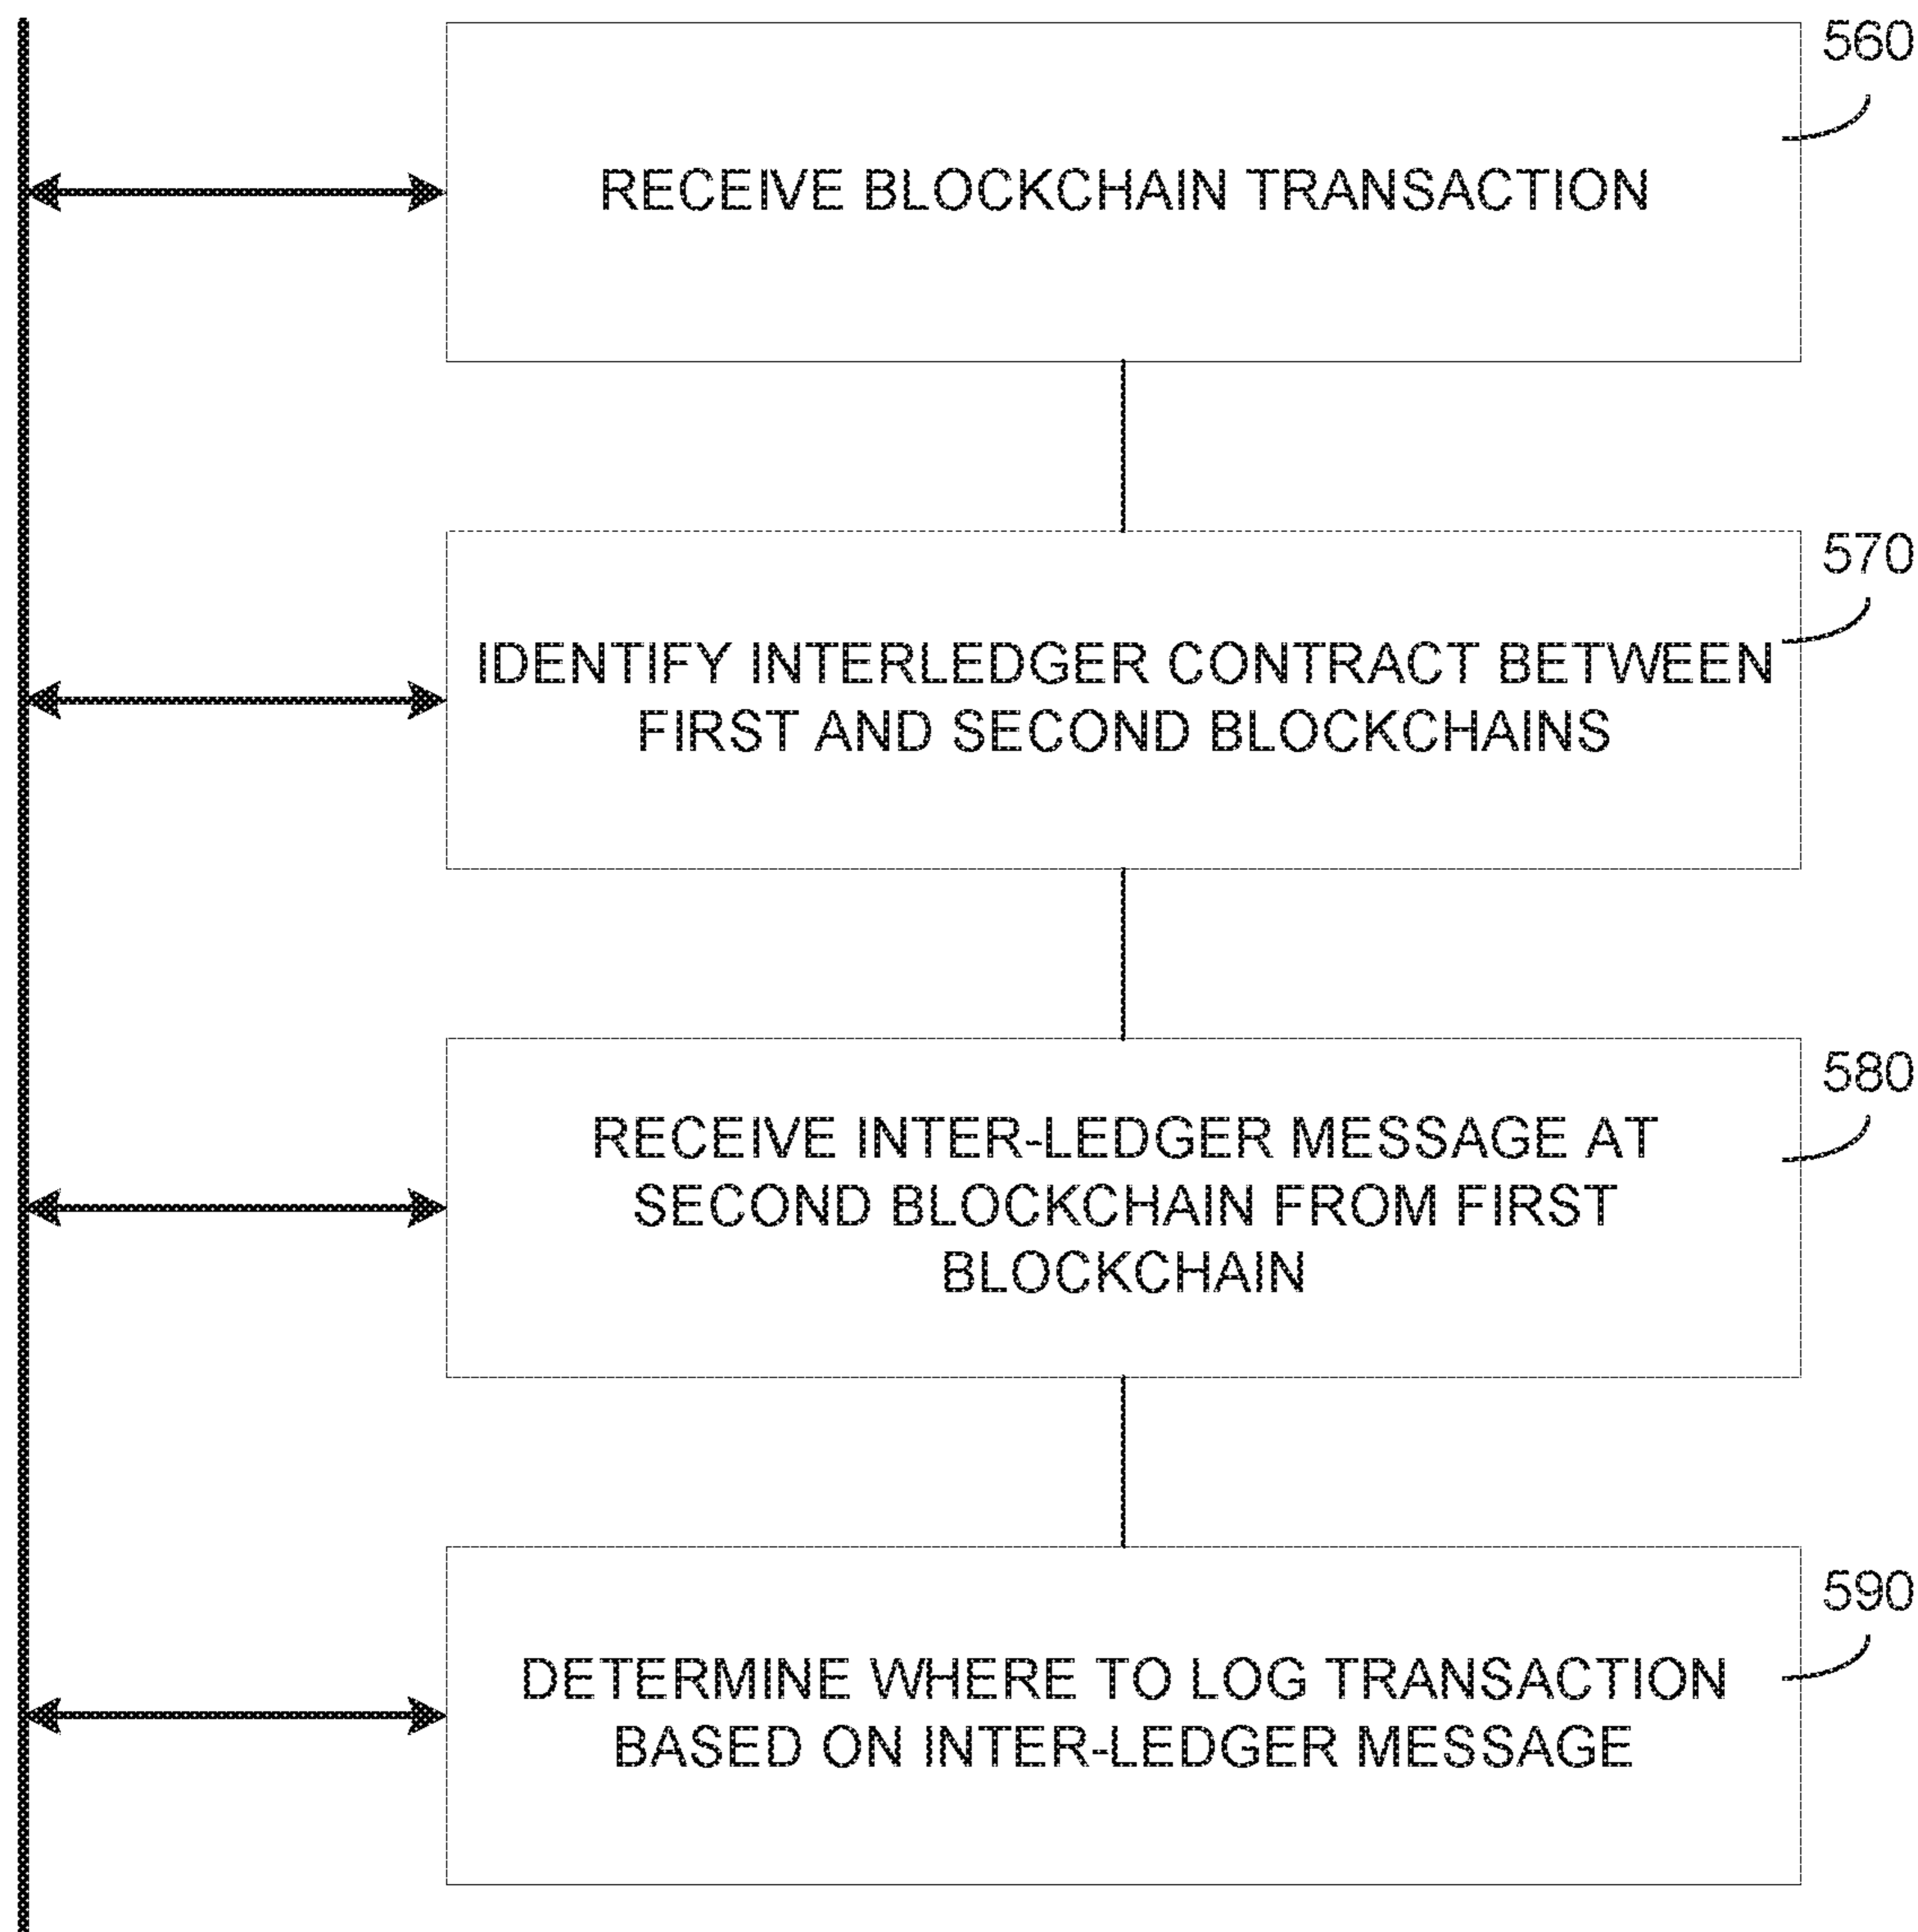 560
RECEIVE BLOCKCHAIN TRANSACTION
570
IDENTIFY INTERLEDGER CONTRACT BETWEEN
FIRST AND SECOND BLOCKCHAINS
580
RECEIVE INTER-LEDGER MESSAGE AT
SECOND BLOCKCHAIN FROM FIRST
BLOCKCHAIN
590
DETERMINE WHERE TO LOG TRANSACTION
BASED ON INTER-LEDGER MESSAGE